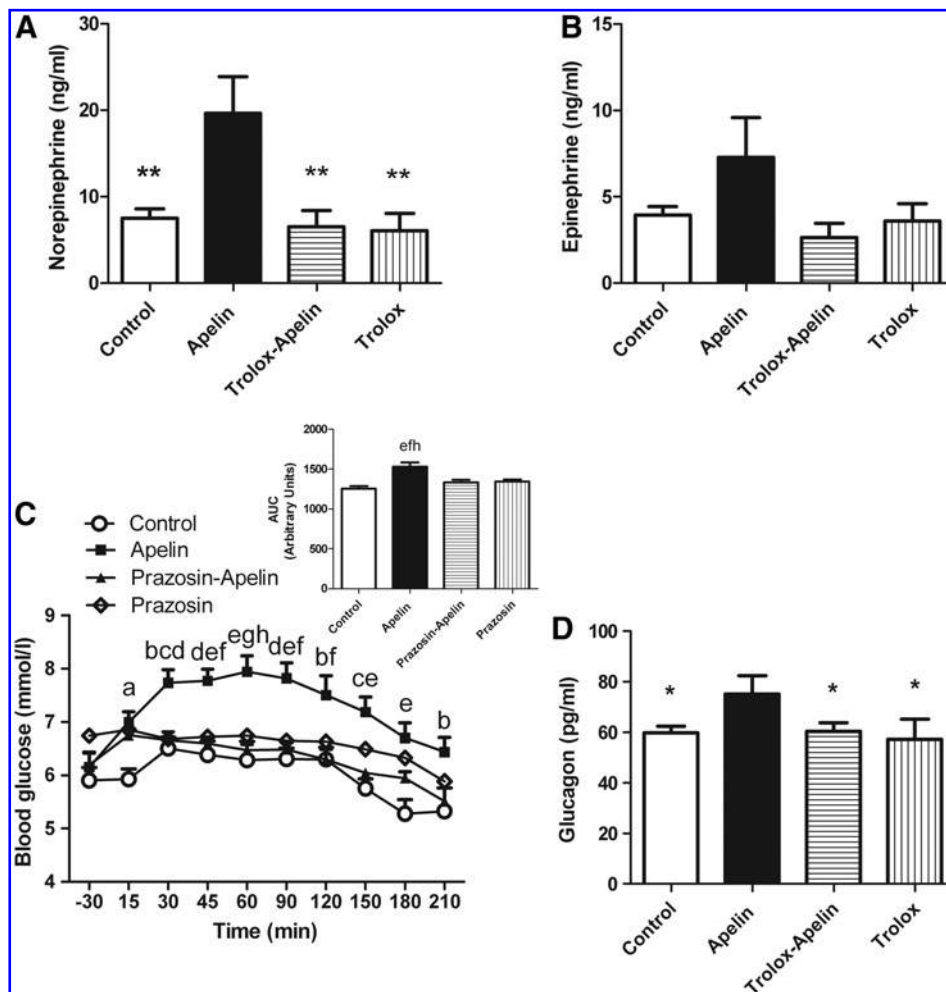 A
Norepinephrine (ng/ml)
30
20
10
0
**
**
**
Control
Apelin
Trolox-Apelin
Trolox
B
Epinephrine (ng/ml)
15
10
5
0
Control
Apelin
Trolox-Apelin
Trolox
C
Control
Apelin
Prazosin-Apelin
Prazosin
AUC
(Arbitrary Units)
2000
1500
1000
500
0
efh
Control
Apelin
Prazosin-Apelin
Prazosin
Blood glucose (mmol/l)
9
8
7
6
5
4
a
bcd
def
egh
def
bf
ce
e
b
-30 15 30 45 60 90 120 150 180 210
Time (min)
D
Glucagon (pg/ml)
100
80
60
40
20
0
*
*
*
Control
Apelin
Trolox-Apelin
Trolox